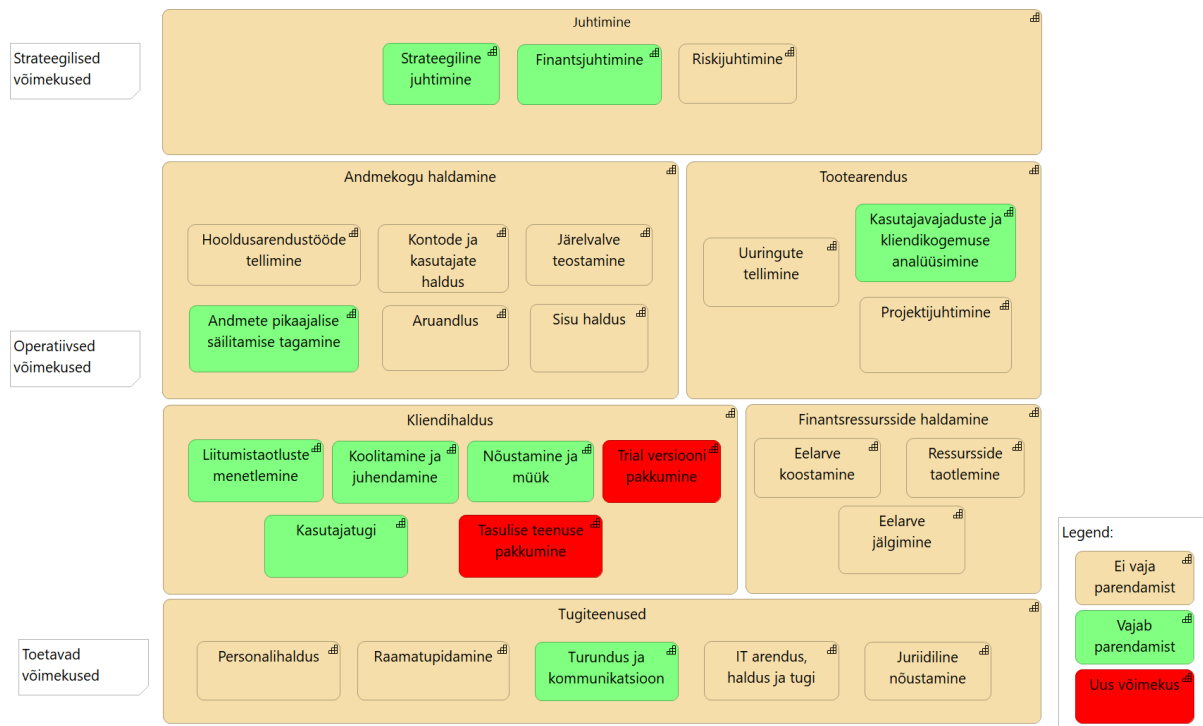 Juhtimine
Strateegilised
võimekused
Strateegiline
juhtimine
Finantsjuhtimine
Riskijuhtimine
Andmekogu haldamine
Hooldusarendustööde
tellimine
Kontode ja
kasutajate
haldus
Järelvalve
teostamine
Andmete pikaajalise
säilitamise tagamine
Aruandlus
Sisu haldus
Tootearendus
Uuringute
tellimine
Kasutajavajaduste ja
kliendikogemuse
analüüsimine
Projektijuhtimine
Operatiivsed
võimekused
Kliendihaldus
Liitumistaotluste
menetlemine
Koolitamine ja
juhendamine
Nõustamine ja
müük
Trial versiooni
pakkumine
Kasutajatugi
Tasulise teenuse
pakkumine
Finantsressursside haldamine
Eelarve
koostamine
Ressursside
taotlemine
Eelarve
jälgimine
Toetavad
võimekused
Tugiteenused
Personalihaldus
Raamatupidamine
Turundus ja
kommunikatsioon
IT arendus,
haldus ja tugi
Juriidiline
nõustamine
Legend:
Ei vaja
parendamist
Vajab
parendamist
Uus võimekus